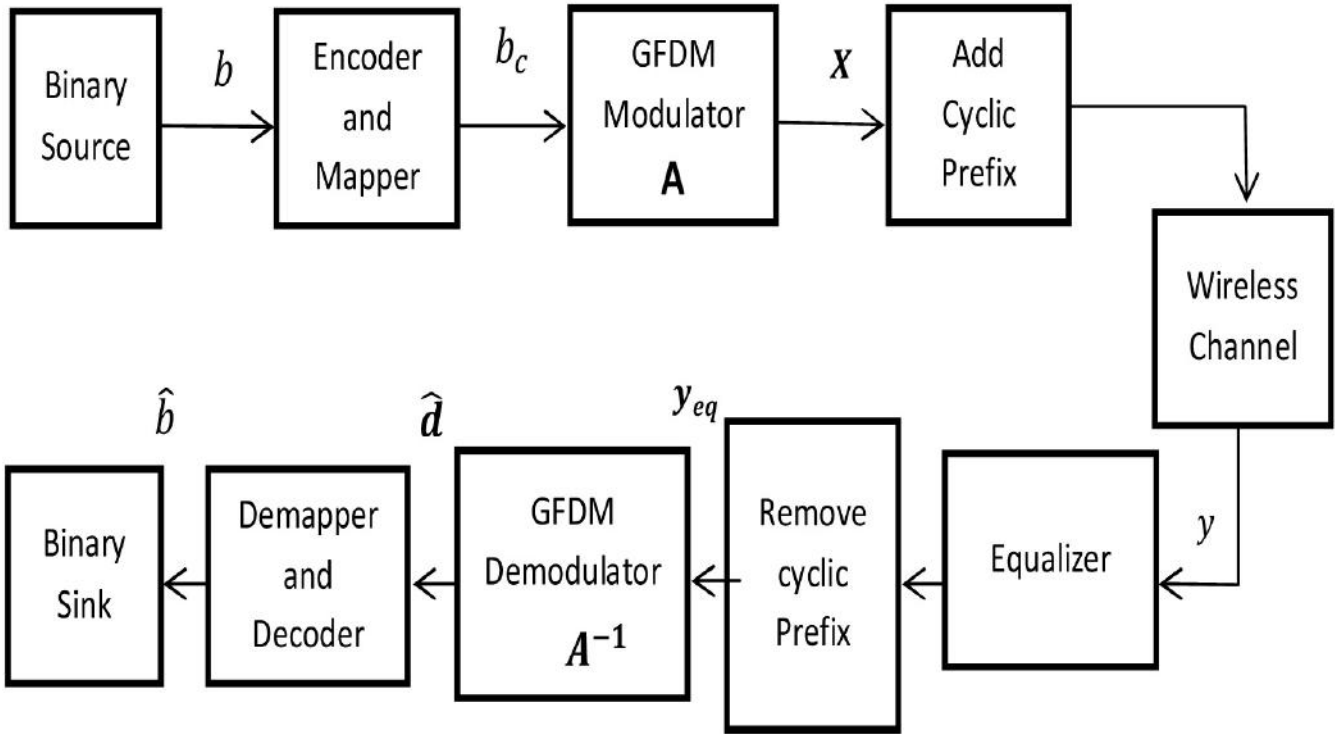 Binary
Source
b
Encoder
and
Mapper
b_c
GFDM
Modulator
A
X
Add
Cyclic
Prefix
Wireless
Channel
y
Equalizer
Remove
cyclic
Prefix
y_eq
GFDM
Demodulator
A⁻¹
d̂
Demapper
and
Decoder
b̂
Binary
Sink